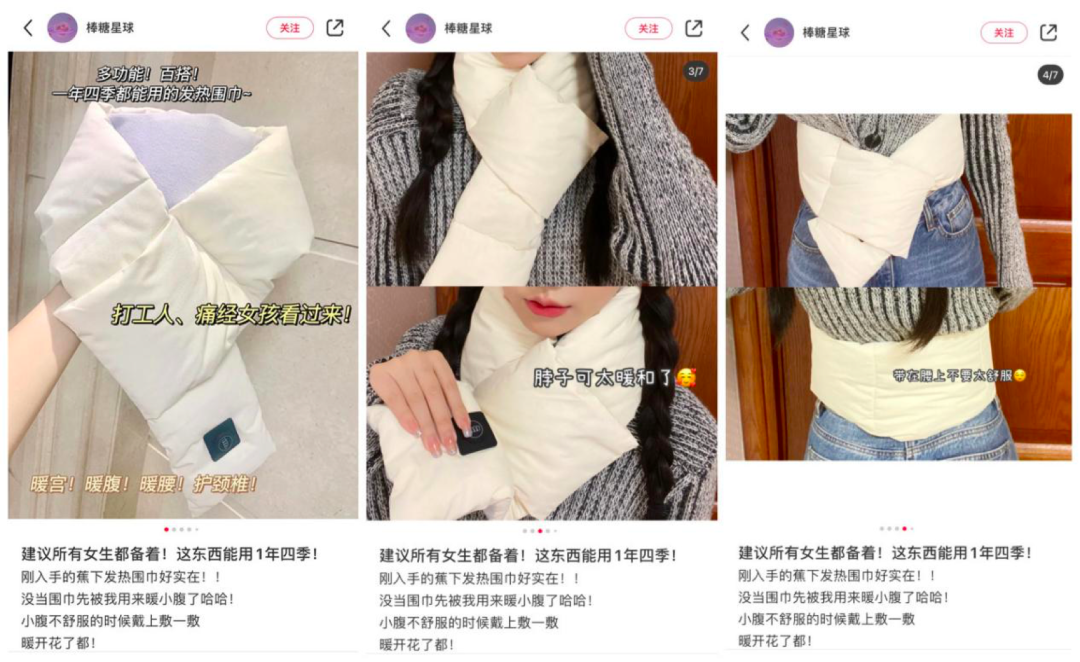 棒糖星球
关注
多功能！百搭！
一年四季都能用的发热围巾~
打工人、痛经女孩看过来！
暖宫！暖腹！暖腰！护颈椎！
建议所有女生都备着！这东西能用1年四季！
刚入手的蕉下发热围巾好实在！！
没当围巾先被我用来暖小腹了哈哈！
小腹不舒服的时候戴上敷一敷
暖开花了都！
棒糖星球
关注
3/7
脖子可太暖和了
建议所有女生都备着！这东西能用1年四季！
刚入手的蕉下发热围巾好实在！！
没当围巾先被我用来暖小腹了哈哈！
小腹不舒服的时候戴上敷一敷
暖开花了都！
棒糖星球
关注
4/7
带在腰上不要太舒服
建议所有女生都备着！这东西能用1年四季！
刚入手的蕉下发热围巾好实在！！
没当围巾先被我用来暖小腹了哈哈！
小腹不舒服的时候戴上敷一敷
暖开花了都！